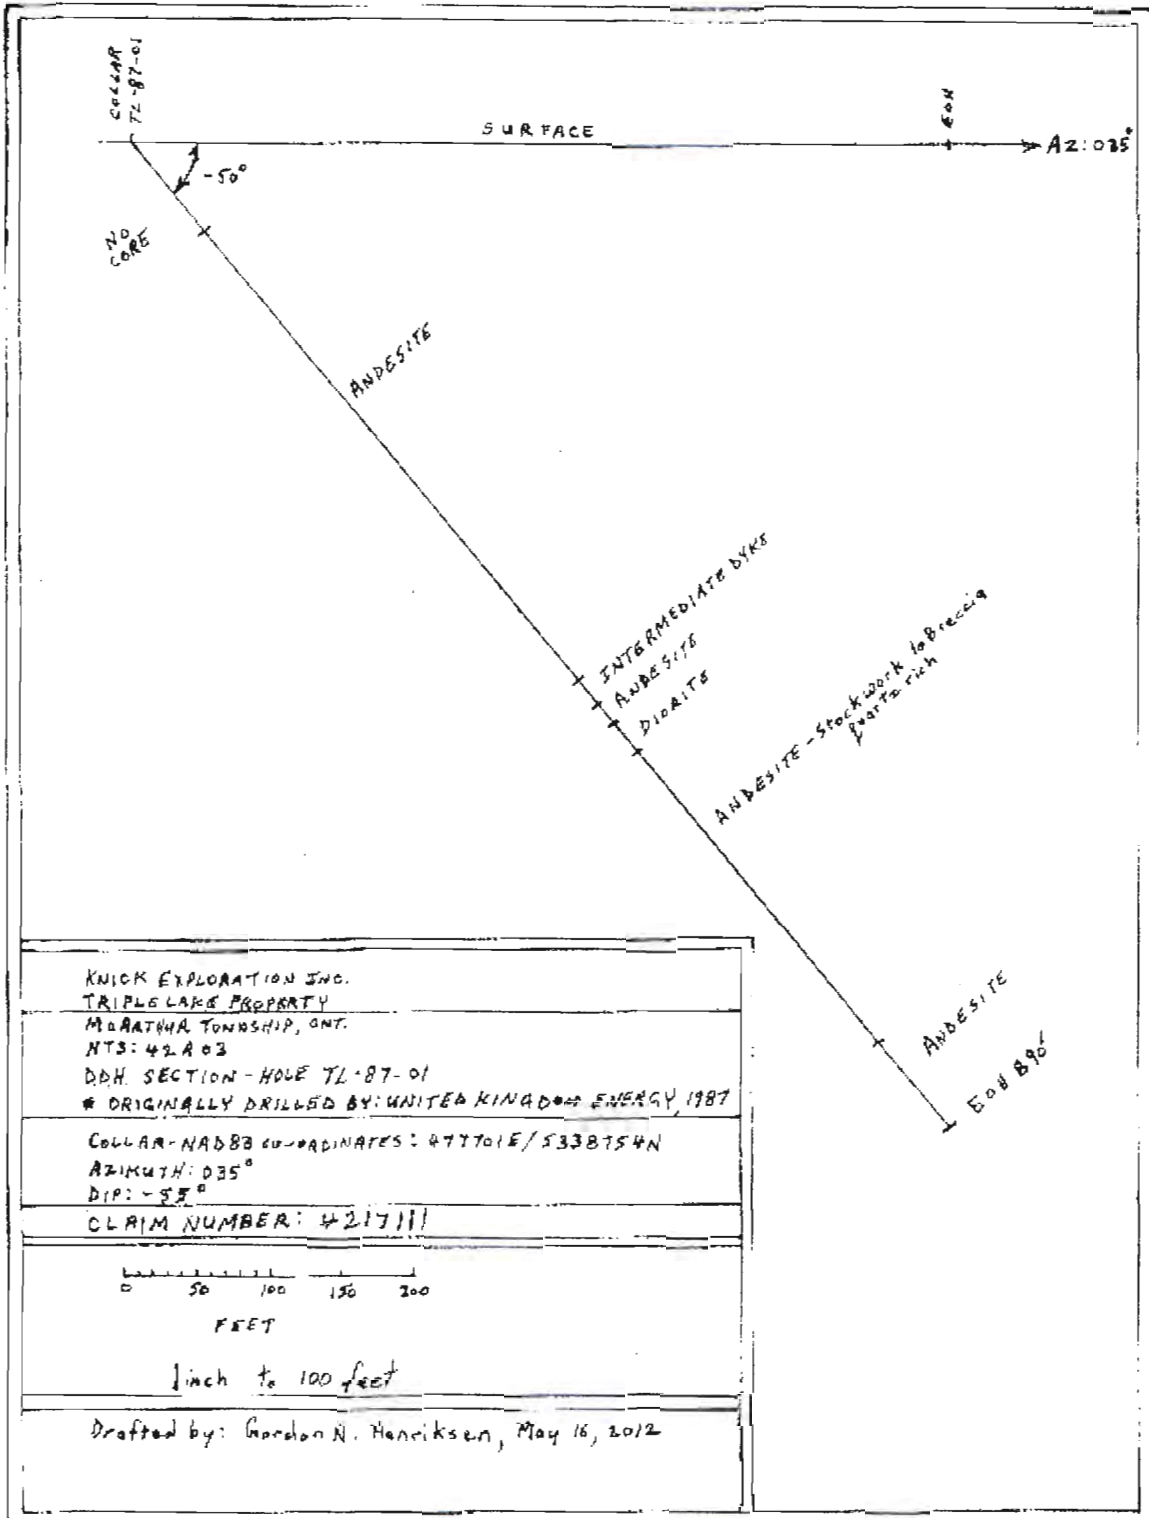 COLLAR
TL-87-01
SURFACE
EOH
AZ:035°
-50°
NO
CORE
ANDESITE
INTERMEDIATE DYKE
ANDESITE
DIORITE
ANDESITE - Stockwork to Breccia
quartz-rich
ANDESITE
EOH 890'
KNICK EXPLORATION INC.
TRIPLE LAKE PROPERTY
McARTHUR TOWNSHIP, ONT.
NTS: 42A03
DDH SECTION - HOLE TL-87-01
* ORIGINALLY DRILLED BY: UNITED KINGDOM ENERGY, 1987
COLLAR-NAD83 CO-ORDINATES: 477701E/5338754N
AZIMUTH: 035°
DIP:
CLAIM NUMBER: 4217111
0 50 100 150 200
FEET
1 inch to 100 feet
Drafted by: Gordon N. Henriksen, May 16, 2012